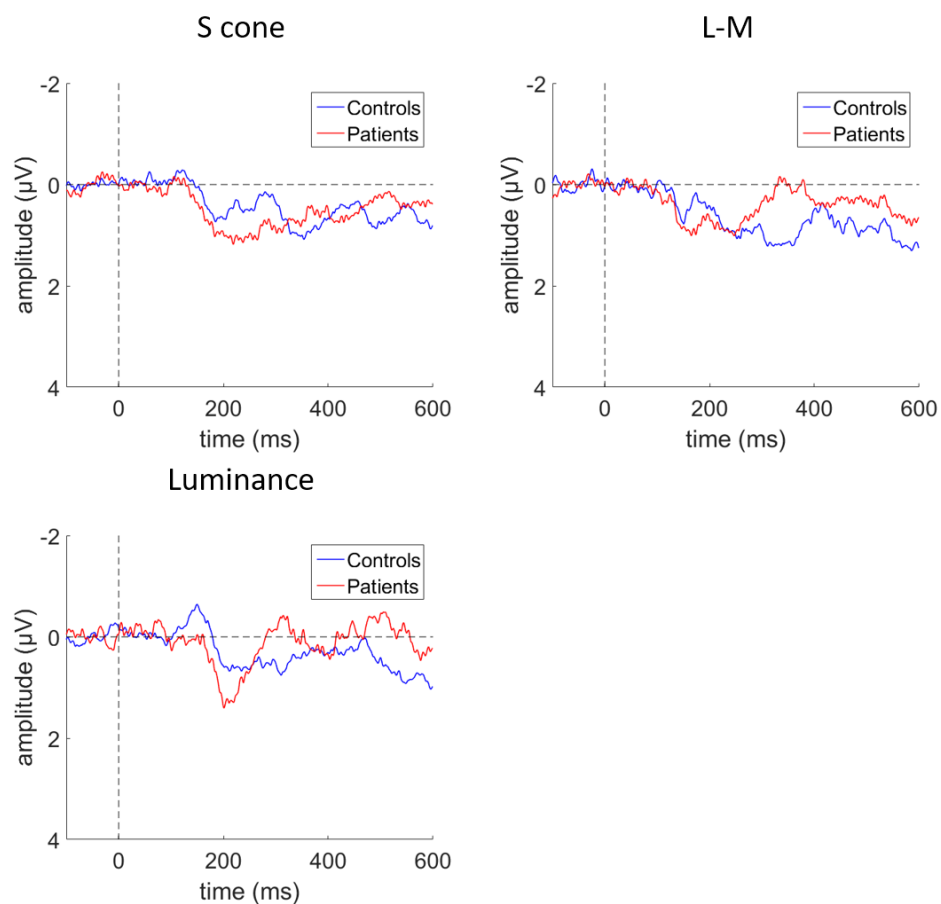 S cone
-2
0
2
4
amplitude (µV)
0
200
400
600
time (ms)
Controls
Patients
L-M
-2
0
2
4
amplitude (µV)
0
200
400
600
time (ms)
Controls
Patients
Luminance
-2
0
2
4
amplitude (µV)
0
200
400
600
time (ms)
Controls
Patients